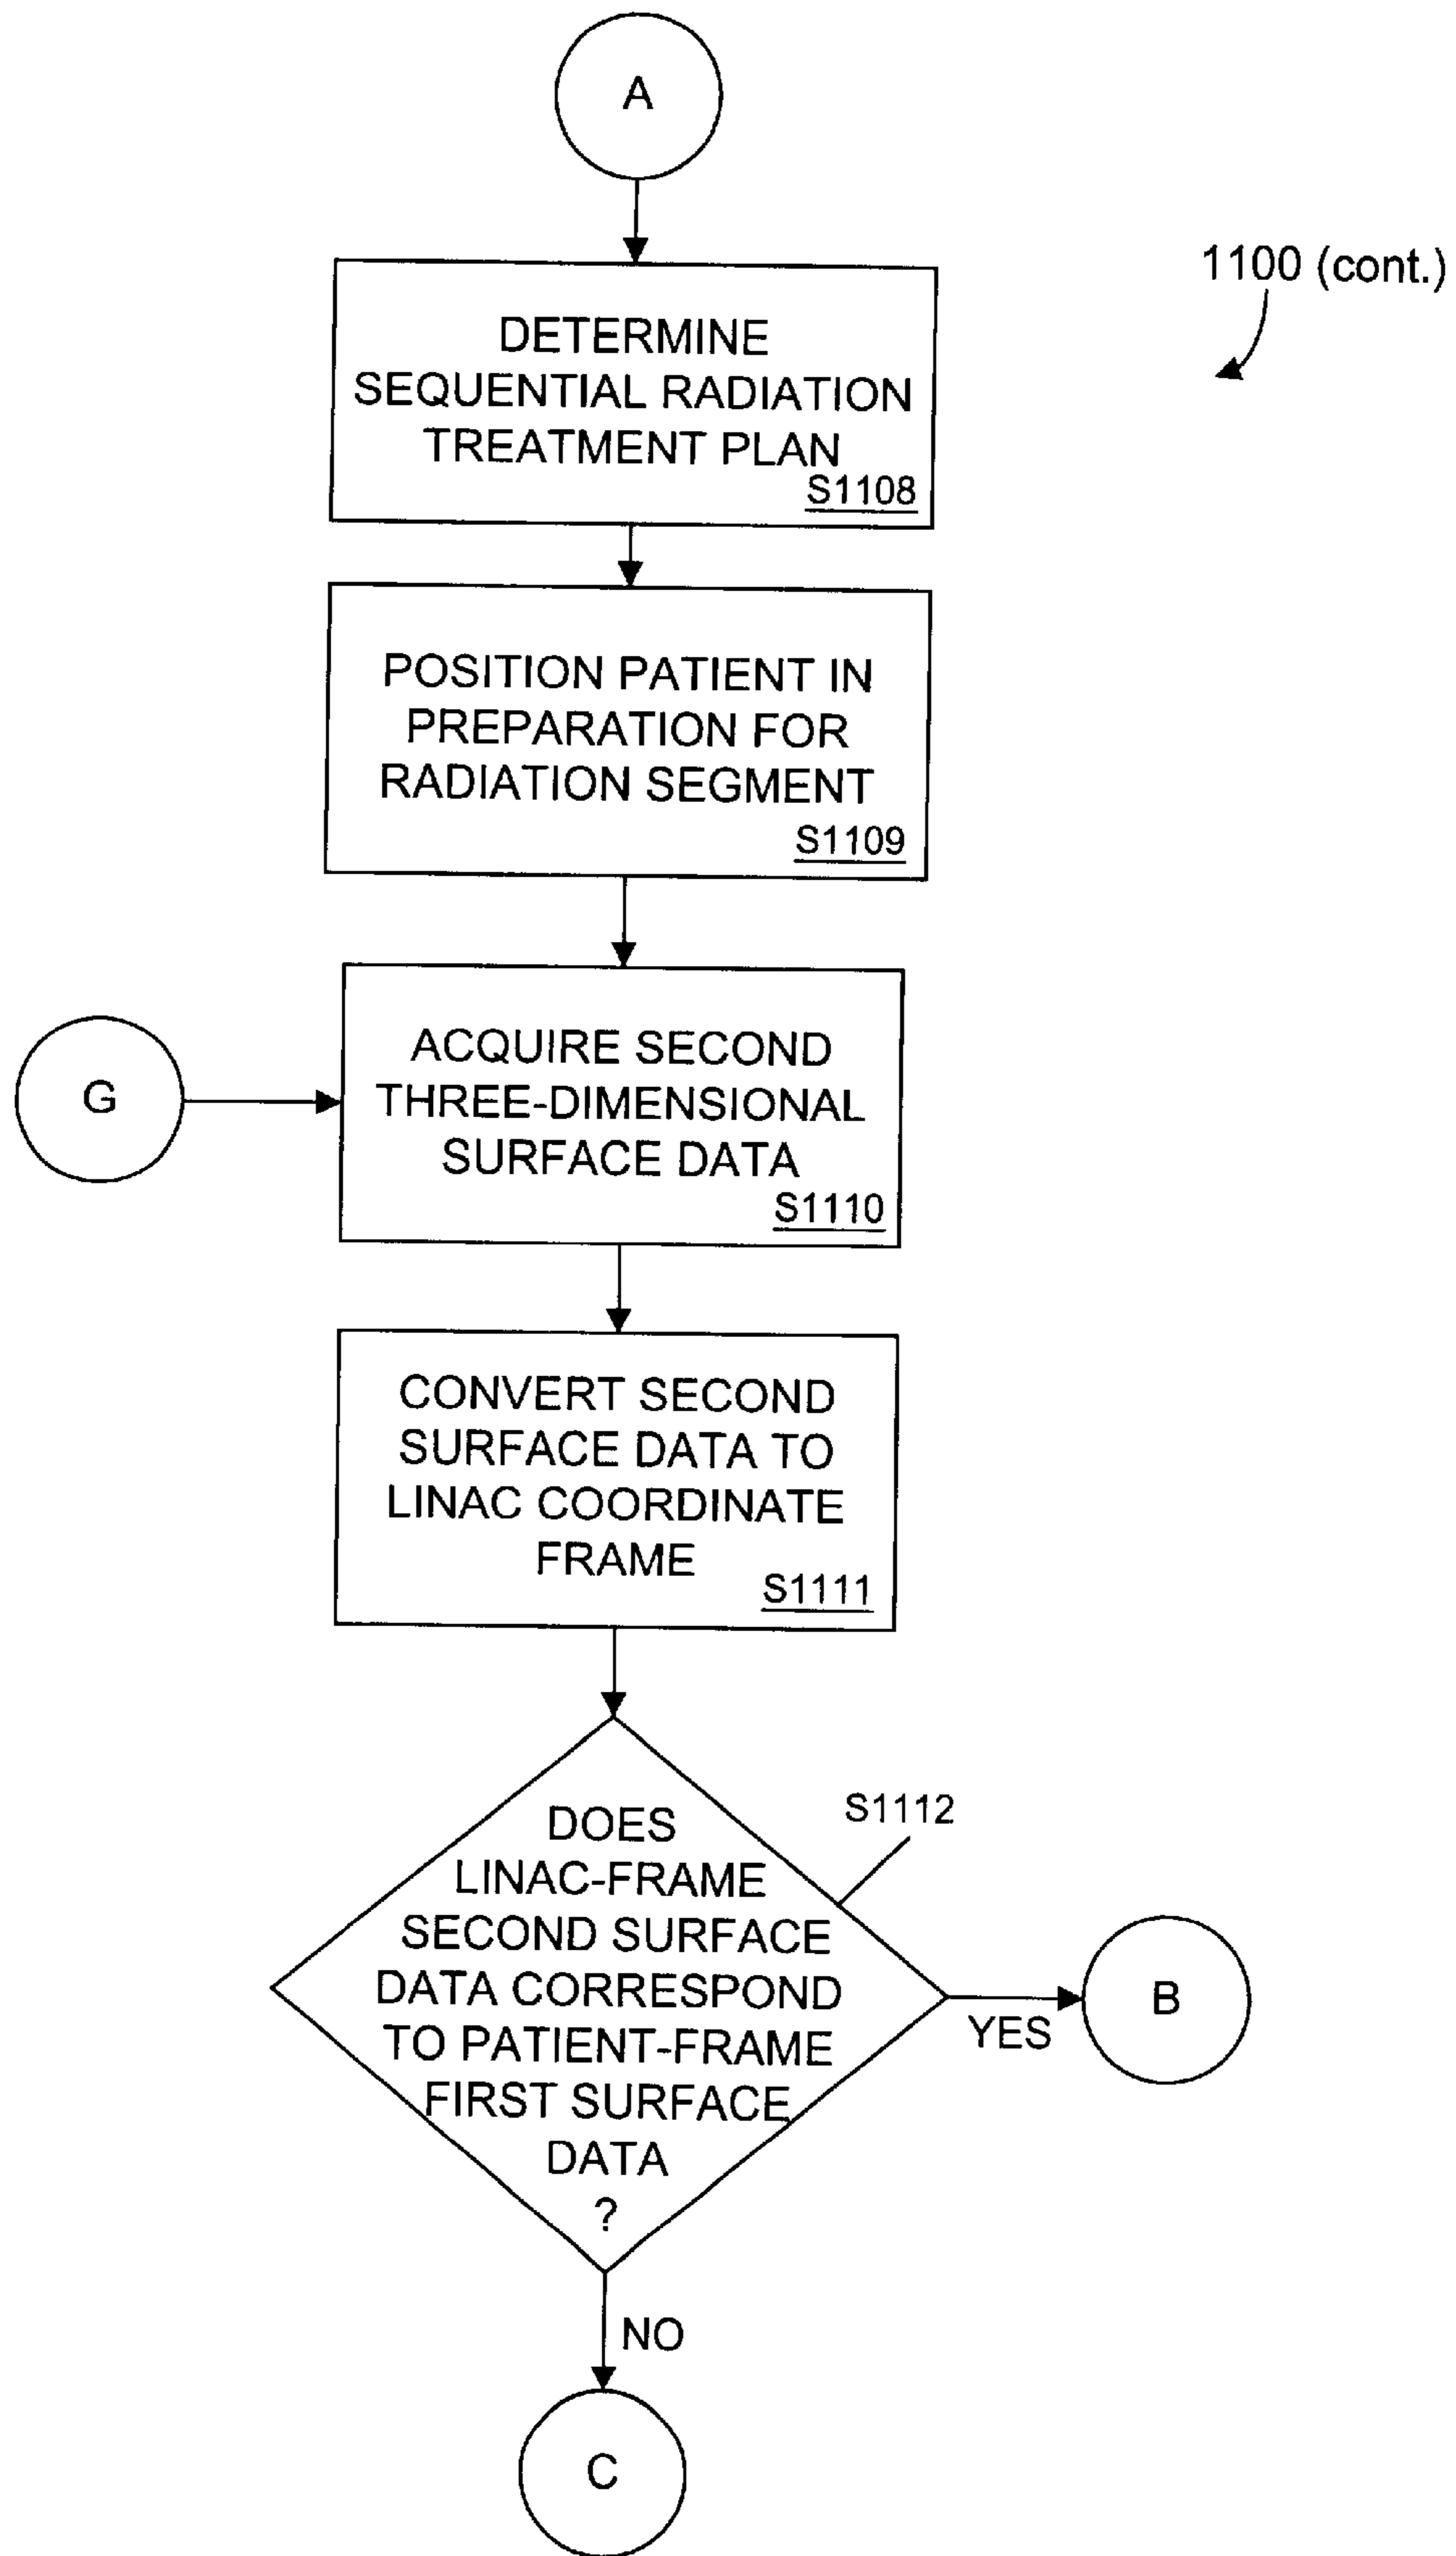 A
1100 (cont.)
DETERMINE
SEQUENTIAL RADIATION
TREATMENT PLAN
S1108
POSITION PATIENT IN
PREPARATION FOR
RADIATION SEGMENT
S1109
G
ACQUIRE SECOND
THREE-DIMENSIONAL
SURFACE DATA
S1110
CONVERT SECOND
SURFACE DATA TO
LINAC COORDINATE
FRAME
S1111
S1112
DOES
LINAC-FRAME
SECOND SURFACE
DATA CORRESPOND
TO PATIENT-FRAME
FIRST SURFACE
DATA
?
YES
B
NO
C